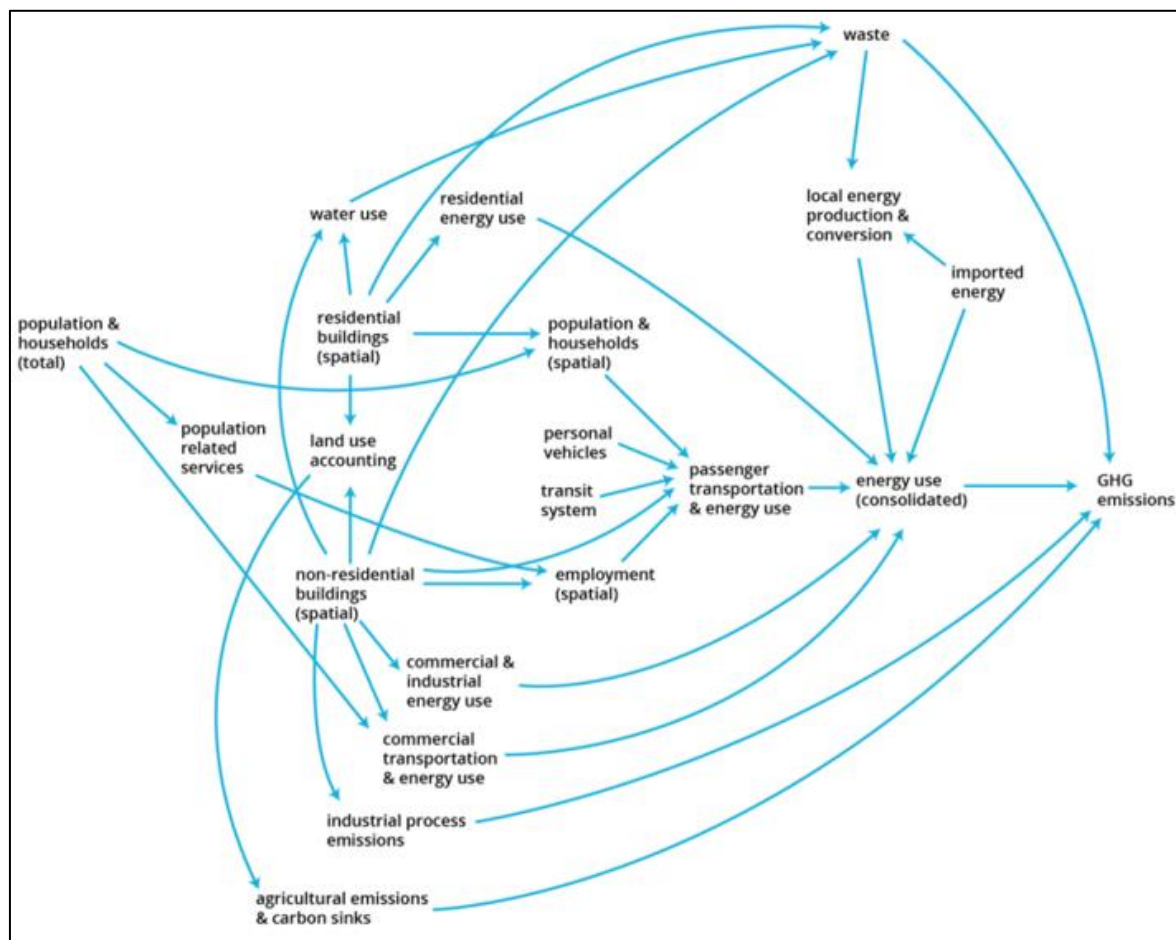 waste
water use
residential
energy use
local energy
production &
conversion
imported
energy
population &
households
(total)
residential
buildings
(spatial)
population &
households
(spatial)
population
related
services
land use
accounting
personal
vehicles
transit
system
passenger
transportation
& energy use
energy use
(consolidated)
GHG
emissions
non-residential
buildings
(spatial)
employment
(spatial)
commercial &
industrial
energy use
commercial
transportation
& energy use
industrial process
emissions
agricultural emissions
& carbon sinks